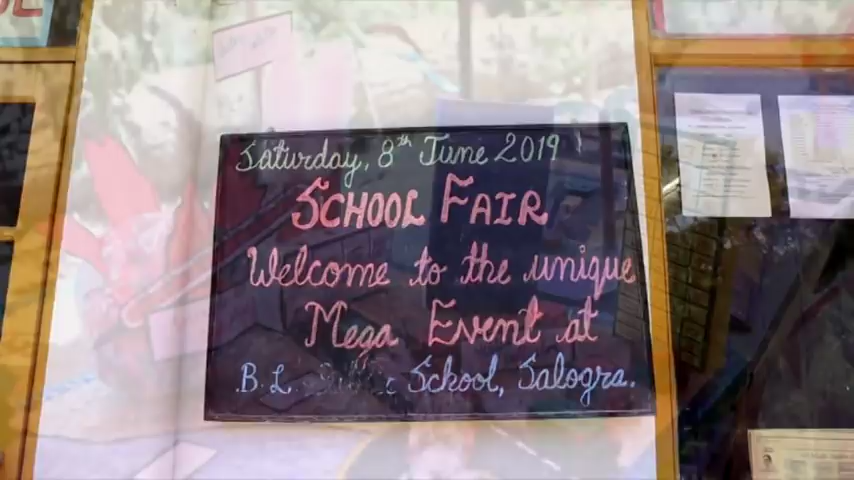 Saturday, 8th June 2019
SCHOOL FAIR
Welcome to the unique
Mega Event at
B. L. School, Salogra.